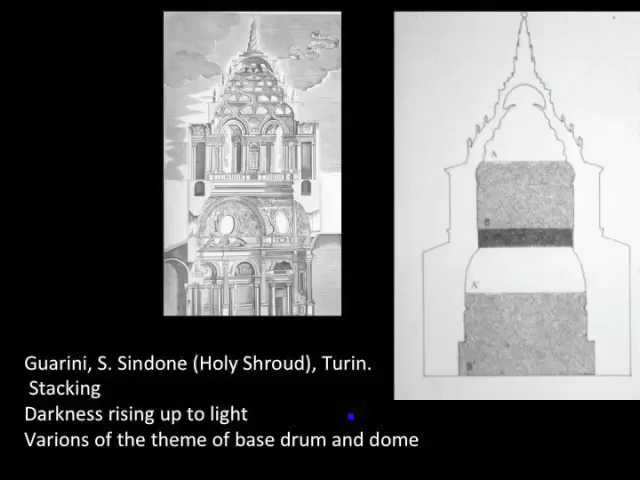 A
B
A'
B'
Guarini, S. Sindone (Holy Shroud), Turin.
Stacking
Darkness rising up to light
Varions of the theme of base drum and dome